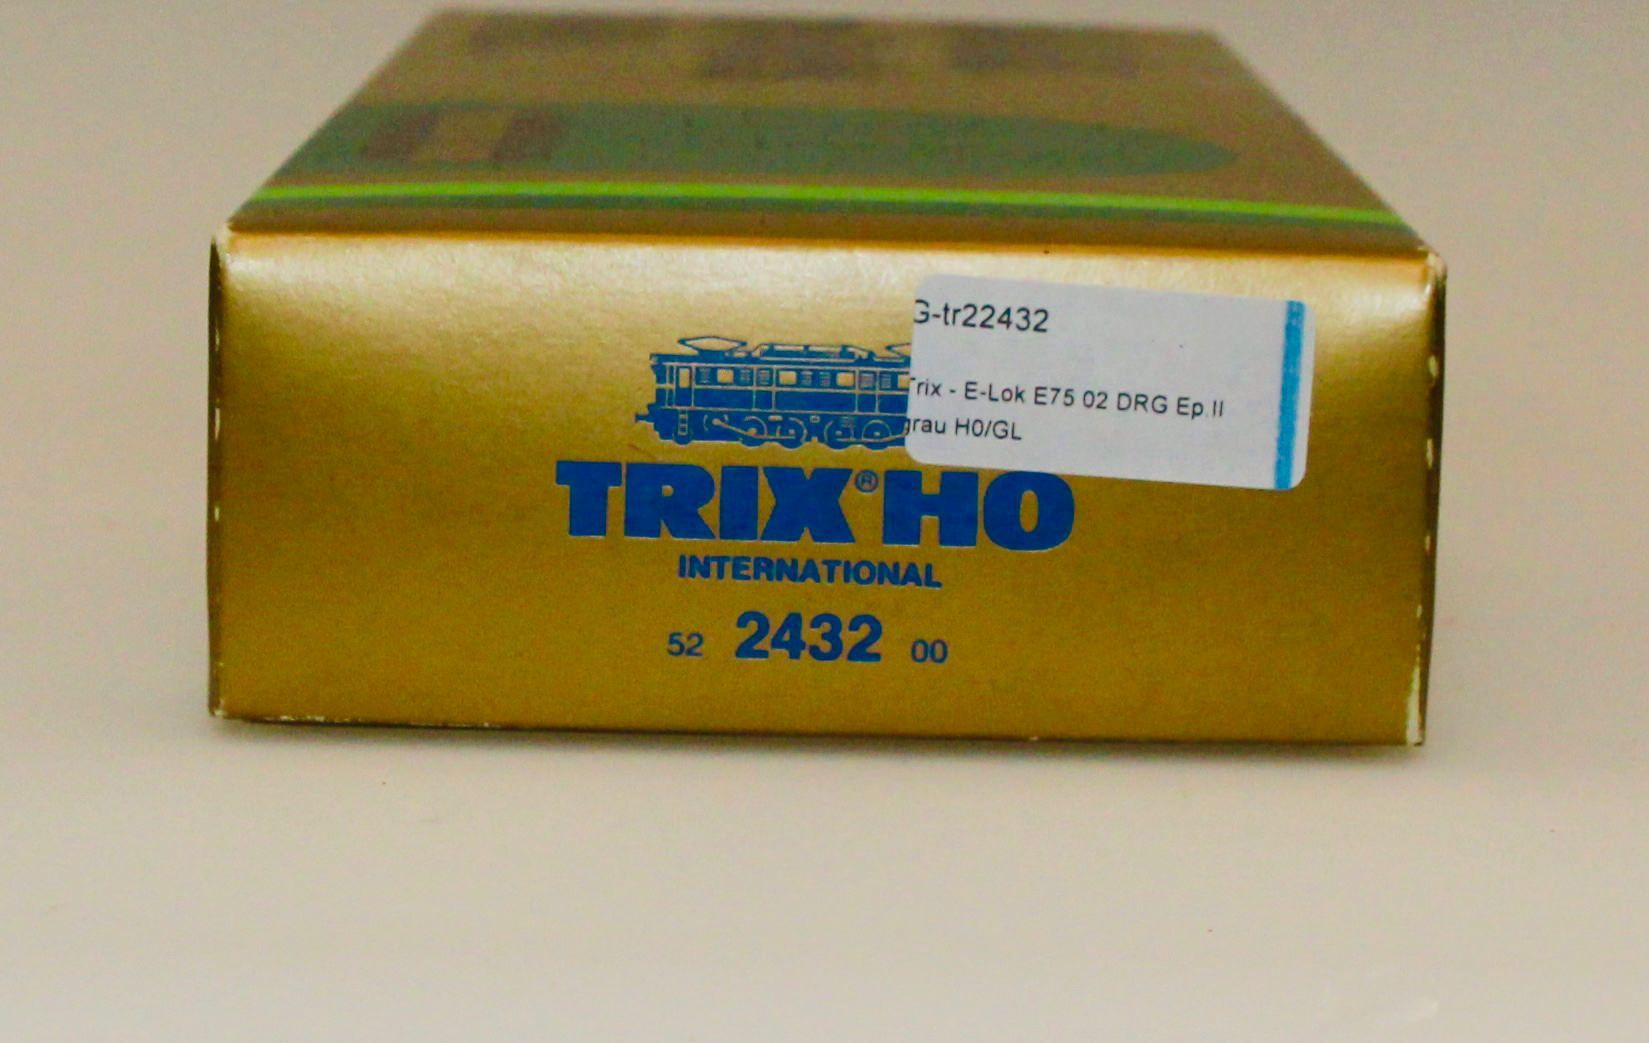 G-tr22432
Trix - E-Lok E75 02 DRG Ep.II
grau H0/GL
TRIX® HO
INTERNATIONAL
52 2432 00